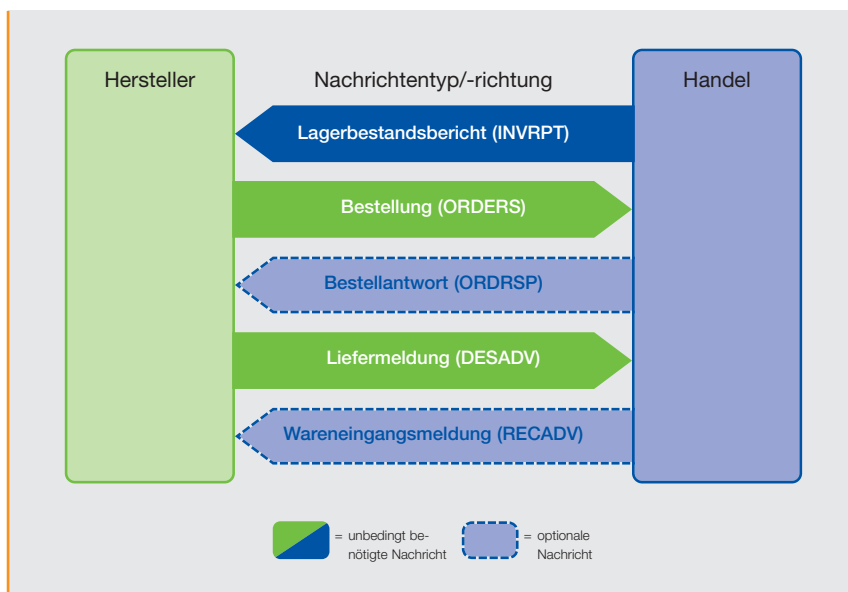 Hersteller
Nachrichtentyp/-richtung
Handel
Lagerbestandsbericht (INVRPT)
Bestellung (ORDERS)
Bestellantwort (ORDRSP)
Liefermeldung (DESADV)
Wareneingangsmeldung (RECADV)
= unbedingt be-
nötigte Nachricht
= optionale
Nachricht